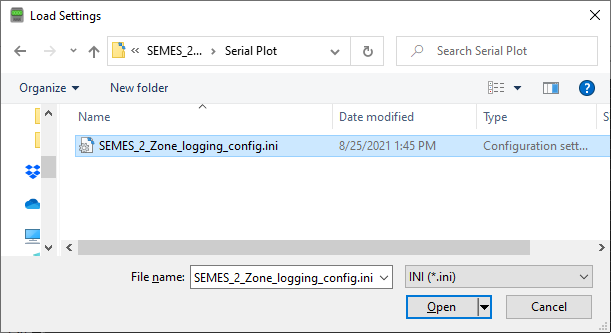 Load Settings
« SEMES_2... › Serial Plot
Search Serial Plot
Organize
New folder
?
Name
Date modified
Type
S
SEMES_2_Zone_logging_config.ini
8/25/2021 1:45 PM
Configuration sett...
File name:
SEMES_2_Zone_logging_config.ini
INI (*.ini)
Open
Cancel